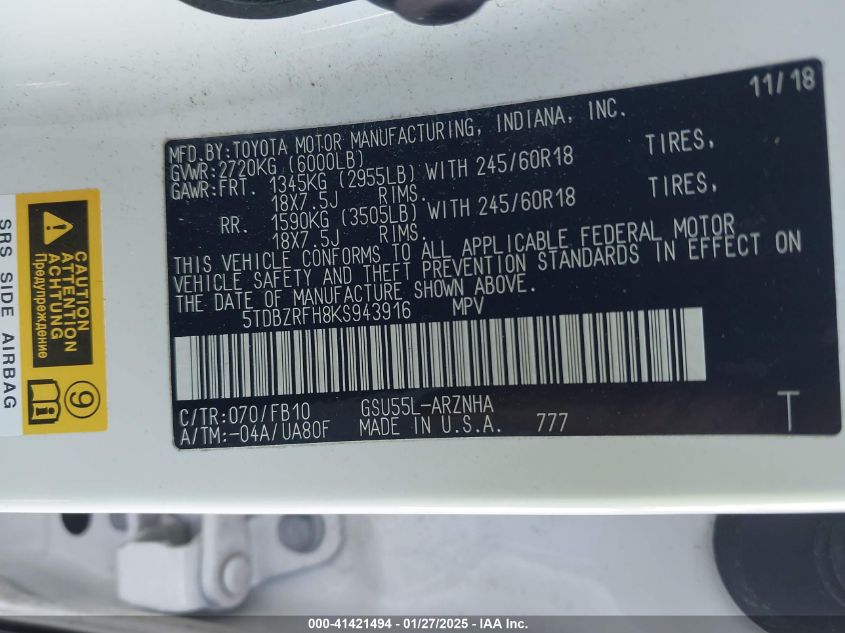 11/18
MFD.BY:TOYOTA MOTOR MANUFACTURING, INDIANA, INC.
GVWR:2720KG (6000LB)
GAWR:FRT. 1345KG (2955LB) WITH 245/60R18 TIRES,
18X7.5J RIMS.
RR. 1590KG (3505LB) WITH 245/60R18 TIRES,
18X7.5J RIMS.
THIS VEHICLE CONFORMS TO ALL APPLICABLE FEDERAL MOTOR
VEHICLE SAFETY AND THEFT PREVENTION STANDARDS IN EFFECT ON
THE DATE OF MANUFACTURE SHOWN ABOVE.
5TDBZRFH8KS943916 MPV
C/TR:070/FB10 GSU55L-ARZNHA
A/TM:-04A/UA80F MADE IN U.S.A. 777
T
CAUTION
ATTENTION
ACHTUNG
Предупреждение
9
SRS SIDE AIRBAG
000-41421494 — 01/27/2025 — IAA, Inc.